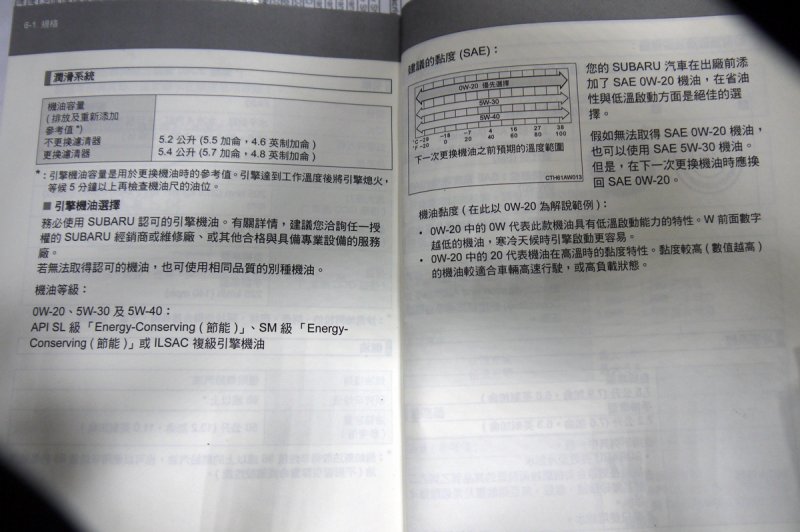 6-1 規格
潤滑系統
機油容量
(排放及重新添加
參考值*)
不更換濾清器 5.2 公升 (5.5 加侖，4.6 英制加侖)
更換濾清器 5.4 公升 (5.7 加侖，4.8 英制加侖)
*：引擎機油容量是用於更換機油時的參考值。引擎達到工作溫度後將引擎熄火，
等候 5 分鐘以上再檢查機油尺的油位。
■ 引擎機油選擇
務必使用 SUBARU 認可的引擎機油。有關詳情，建議您洽詢任一授
權的 SUBARU 經銷商或維修廠、或其他合格與具備專業設備的服務
廠。
若無法取得認可的機油，也可使用相同品質的別種機油。
機油等級：
0W-20、5W-30 及 5W-40：
API SL 級「Energy-Conserving (節能)」、SM 級「Energy-
Conserving (節能)」或 ILSAC 複級引擎機油
建議的黏度 (SAE)：
0W-20 優先選擇
5W-30
5W-40
°C -29 -18 -7 4 16 27 38
°F -20 0 20 40 60 80 100
下一次更換機油之前預期的溫度範圍
CTH61AW013
您的 SUBARU 汽車在出廠前添
加了 SAE 0W-20 機油，在省油
性與低溫啟動方面是絕佳的選
擇。
假如無法取得 SAE 0W-20 機油，
也可以使用 SAE 5W-30 機油。
但是，在下一次更換機油時應換
回 SAE 0W-20。
機油黏度 (在此以 0W-20 為解說範例)：
• 0W-20 中的 0W 代表此款機油具有低溫啟動能力的特性。W 前面數字
越低的機油，寒冷天候時引擎啟動更容易。
• 0W-20 中的 20 代表機油在高溫時的黏度特性。黏度較高 (數值越高)
的機油較適合車輛高速行駛，或高負載狀態。